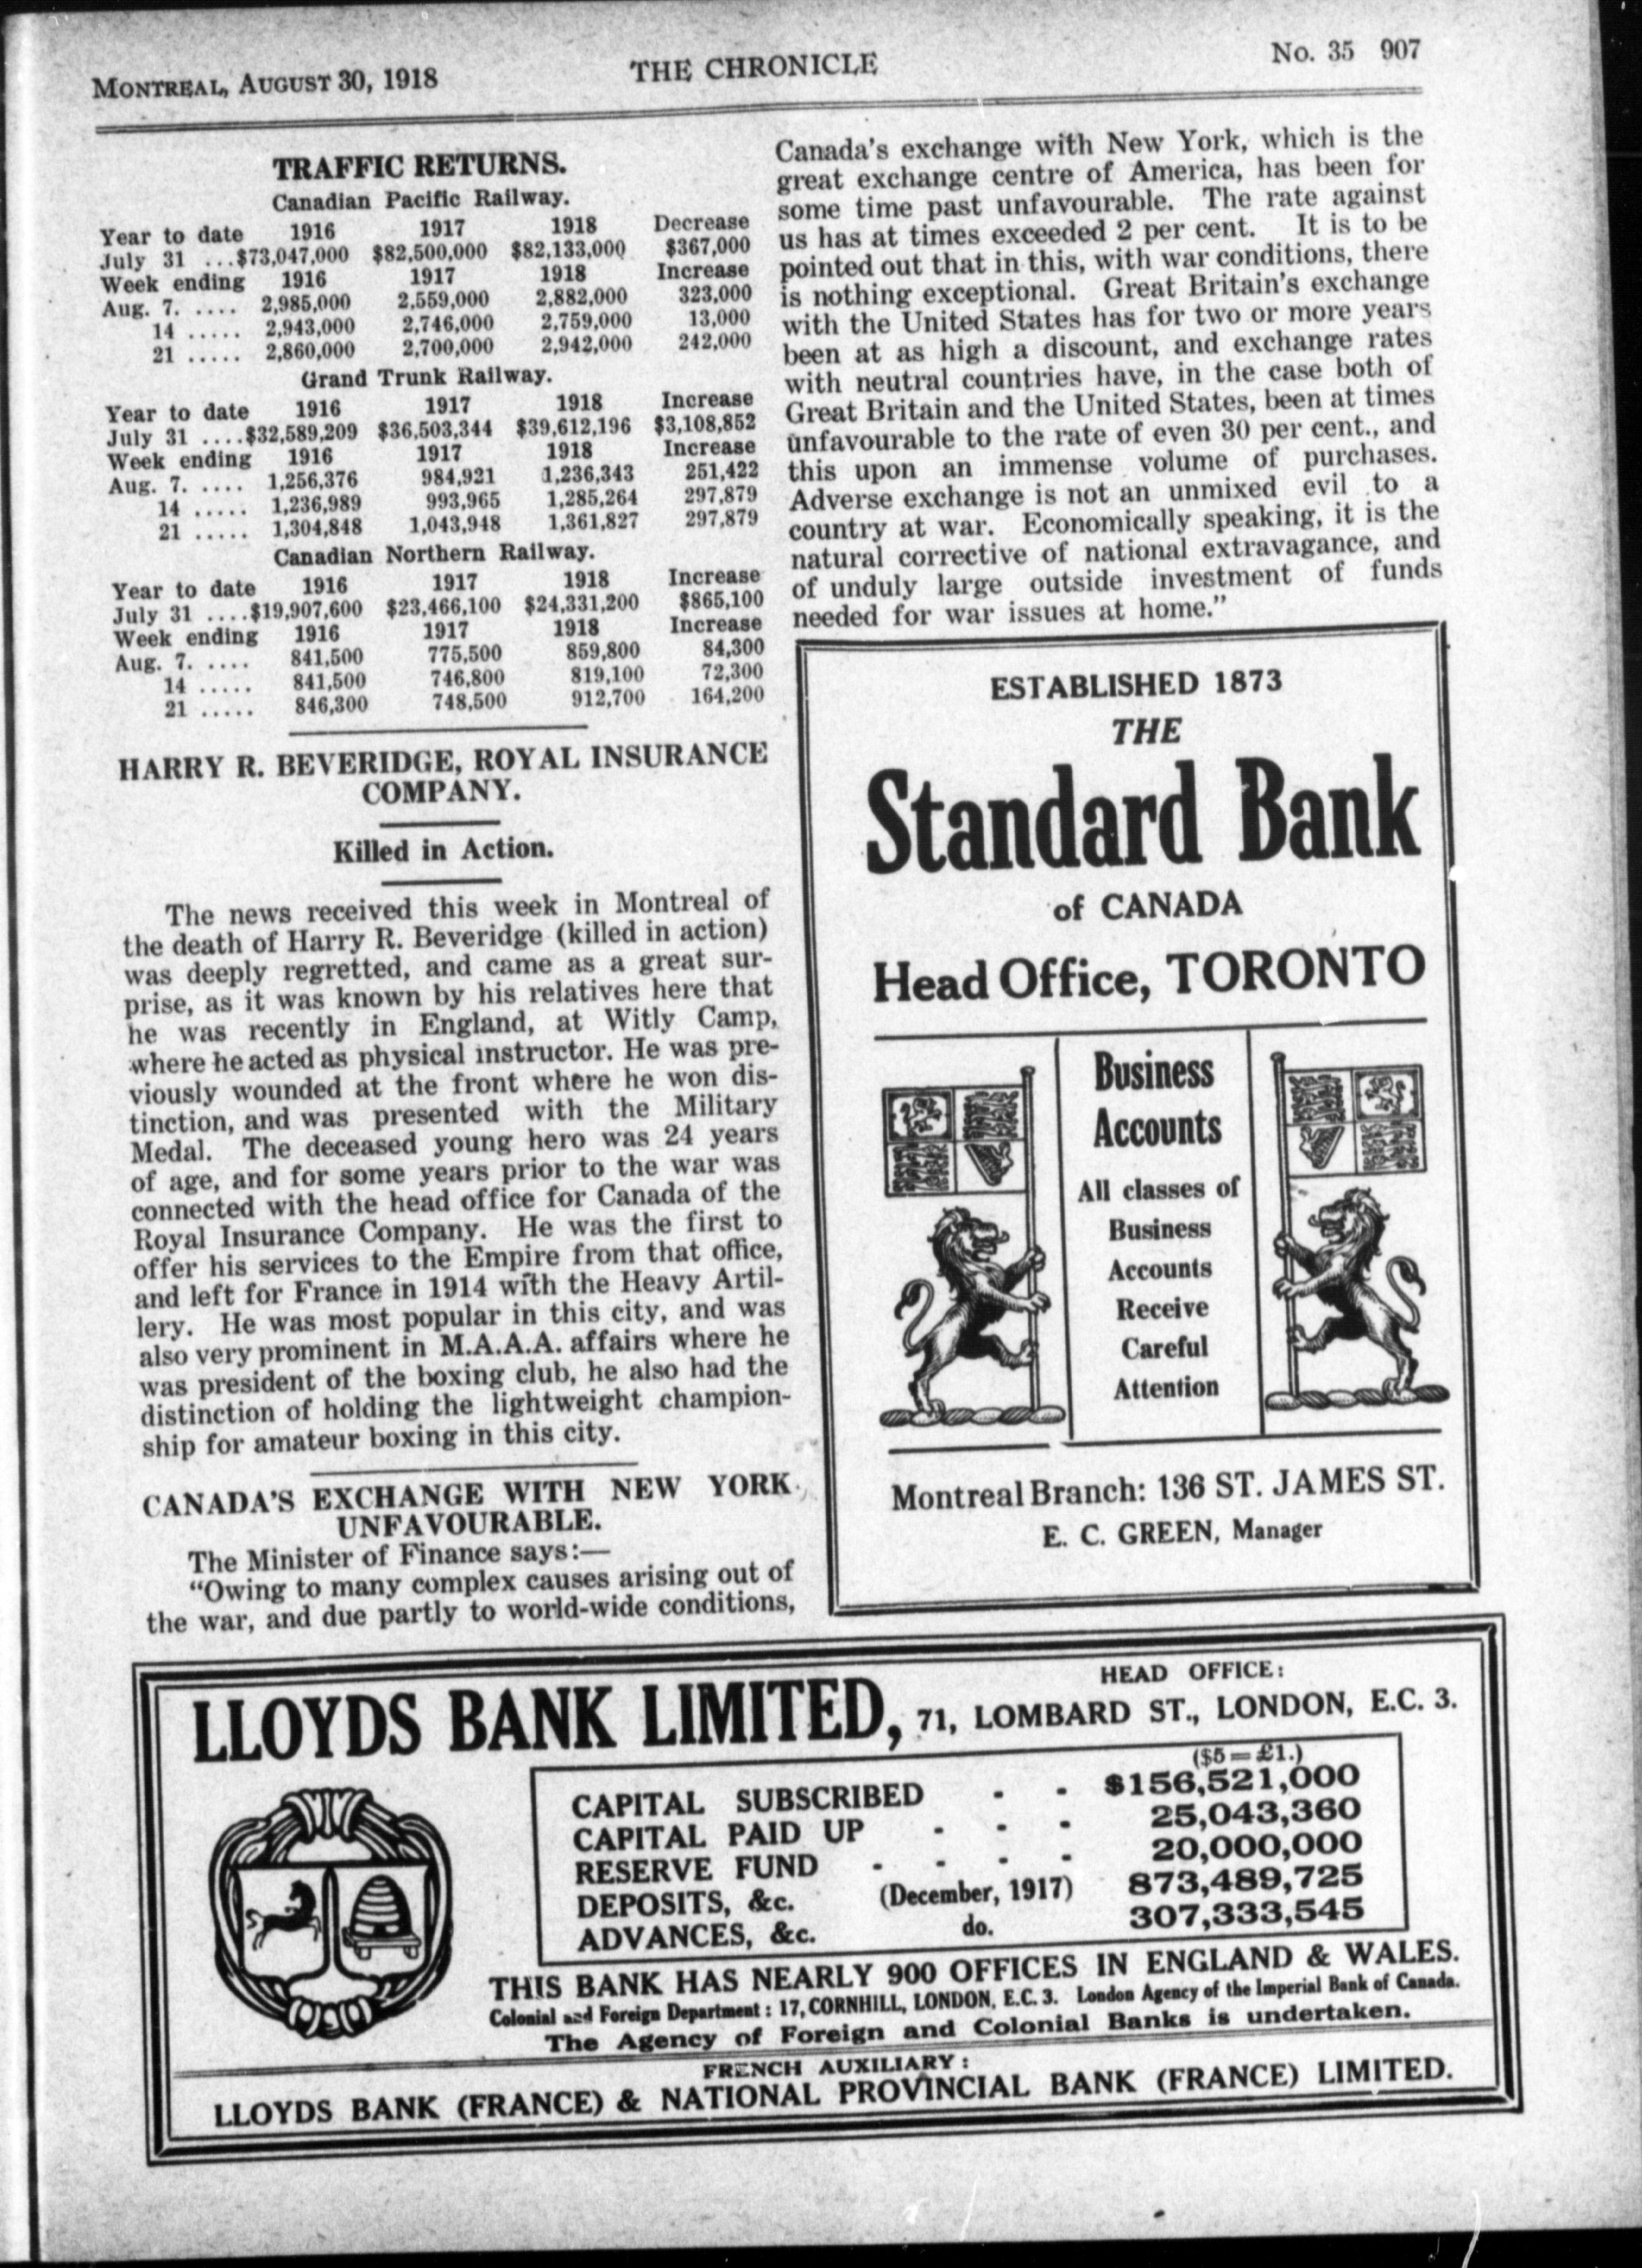 MONTREAL, AUGUST 30, 1918
THE CHRONICLE
No. 35 907
TRAFFIC RETURNS.
Canadian Pacific Railway.
Year to date 1916 1917 1918 Decrease
July 31 ...$73,047,000 $82,500,000 $82,133,000 $367,000
Week ending 1916 1917 1918 Increase
Aug. 7. .... 2,985,000 2,559,000 2,882,000 323,000
14 ..... 2,943,000 2,746,000 2,759,000 13,000
21 ..... 2,860,000 2,700,000 2,942,000 242,000
Grand Trunk Railway.
Year to date 1916 1917 1918 Increase
July 31 ....$32,589,209 $36,503,344 $39,612,196 $3,108,852
Week ending 1916 1917 1918 Increase
Aug. 7. .... 1,256,376 984,921 1,236,343 251,422
14 ..... 1,236,989 993,965 1,285,264 297,879
21 ..... 1,304,848 1,043,948 1,361,827 297,879
Canadian Northern Railway.
Year to date 1916 1917 1918 Increase
July 31 ....$19,907,600 $23,466,100 $24,331,200 $865,100
Week ending 1916 1917 1918 Increase
Aug. 7. .... 841,500 775,500 859,800 84,300
14 ..... 841,500 746,800 819,100 72,300
21 ..... 846,300 748,500 912,700 164,200
HARRY R. BEVERIDGE, ROYAL INSURANCE
COMPANY.
Killed in Action.
The news received this week in Montreal of
the death of Harry R. Beveridge (killed in action)
was deeply regretted, and came as a great sur-
prise, as it was known by his relatives here that
he was recently in England, at Witly Camp,
where he acted as physical instructor. He was pre-
viously wounded at the front where he won dis-
tinction, and was presented with the Military
Medal. The deceased young hero was 24 years
of age, and for some years prior to the war was
connected with the head office for Canada of the
Royal Insurance Company. He was the first to
offer his services to the Empire from that office,
and left for France in 1914 with the Heavy Artil-
lery. He was most popular in this city, and was
also very prominent in M.A.A.A. affairs where he
was president of the boxing club, he also had the
distinction of holding the lightweight champion-
ship for amateur boxing in this city.
CANADA'S EXCHANGE WITH NEW YORK
UNFAVOURABLE.
The Minister of Finance says:—
"Owing to many complex causes arising out of
the war, and due partly to world-wide conditions,
Canada's exchange with New York, which is the
great exchange centre of America, has been for
some time past unfavourable. The rate against
us has at times exceeded 2 per cent. It is to be
pointed out that in this, with war conditions, there
is nothing exceptional. Great Britain's exchange
with the United States has for two or more years
been at as high a discount, and exchange rates
with neutral countries have, in the case both of
Great Britain and the United States, been at times
unfavourable to the rate of even 30 per cent., and
this upon an immense volume of purchases.
Adverse exchange is not an unmixed evil to a
country at war. Economically speaking, it is the
natural corrective of national extravagance, and
of unduly large outside investment of funds
needed for war issues at home."
ESTABLISHED 1873
THE
Standard Bank
of CANADA
Head Office, TORONTO
Business
Accounts
All classes of
Business
Accounts
Receive
Careful
Attention
Montreal Branch: 136 ST. JAMES ST.
E. C. GREEN, Manager
HEAD OFFICE:
LLOYDS BANK LIMITED, 71, LOMBARD ST., LONDON, E.C. 3.
($5 = £1.)
CAPITAL SUBSCRIBED - - $156,521,000
CAPITAL PAID UP - - - 25,043,360
RESERVE FUND - - - - 20,000,000
DEPOSITS, &c. (December, 1917) 873,489,725
ADVANCES, &c. do. 307,333,545
THIS BANK HAS NEARLY 900 OFFICES IN ENGLAND & WALES.
Colonial and Foreign Department: 17, CORNHILL, LONDON, E.C. 3. London Agency of the Imperial Bank of Canada.
The Agency of Foreign and Colonial Banks is undertaken.
FRENCH AUXILIARY:
LLOYDS BANK (FRANCE) & NATIONAL PROVINCIAL BANK (FRANCE) LIMITED.